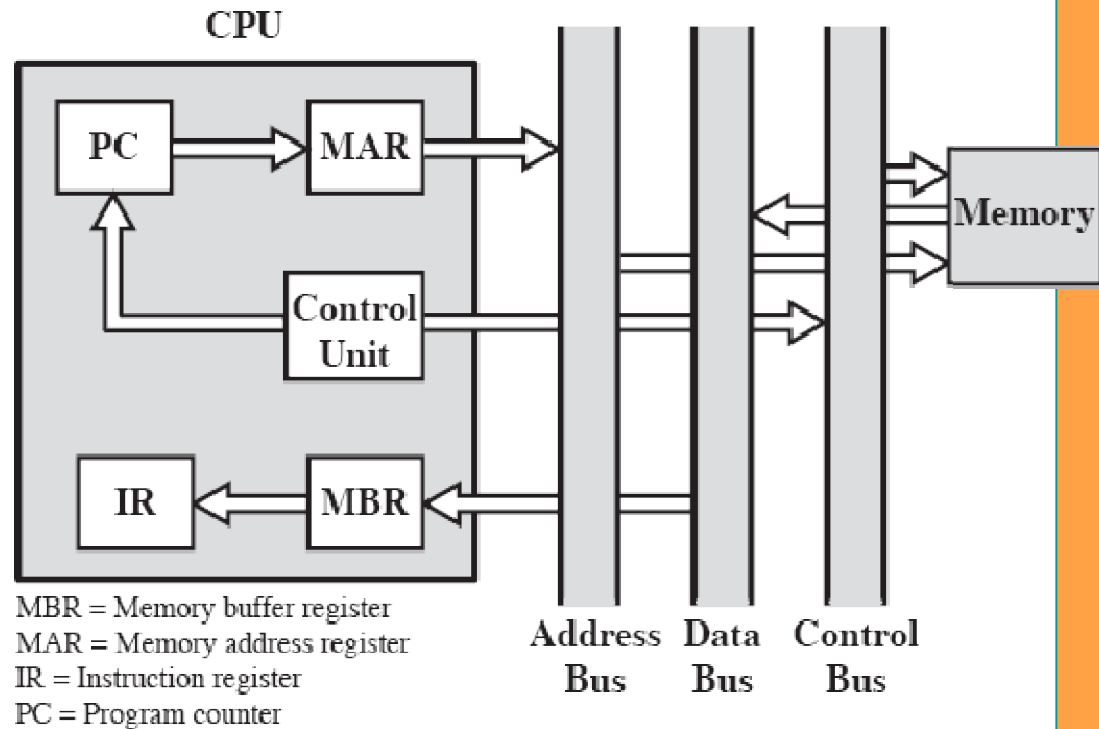 CPU
PC
MAR
Memory
Control
Unit
IR
MBR
MBR = Memory buffer register
MAR = Memory address register
IR = Instruction register
PC = Program counter
Address
Bus
Data
Bus
Control
Bus